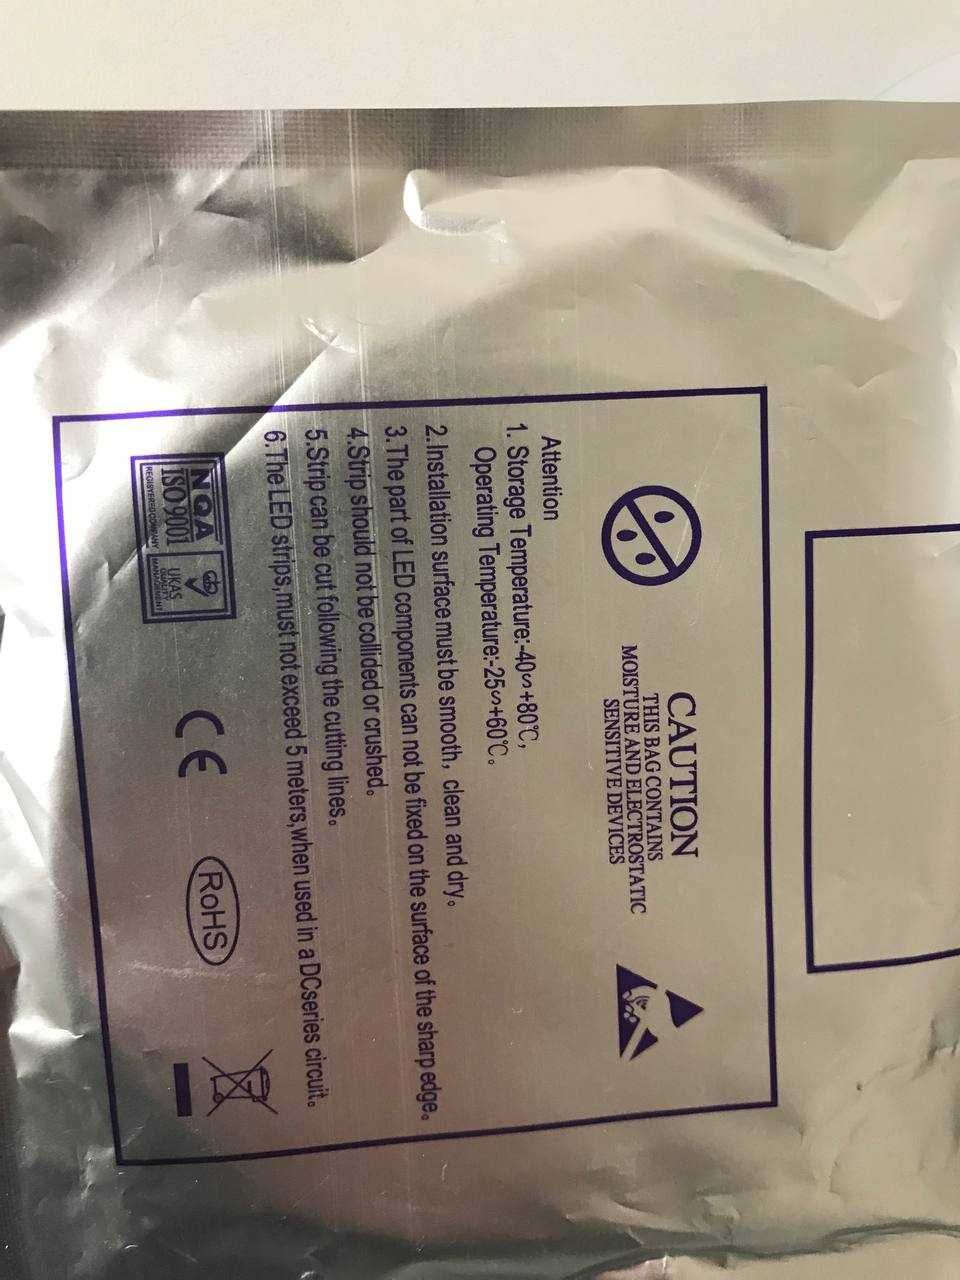 CAUTION
THIS BAG CONTAINS
MOISTURE AND ELECTROSTATIC
SENSITIVE DEVICES
Attention
1. Storage Temperature:-40∽+80℃,
Operating Temperature:-25∽+60℃。
2.Installation surface must be smooth, clean and dry。
3.The part of LED components can not be fixed on the surface of the sharp edge。
4.Strip should not be collided or crushed。
5.Strip can be cut following the cutting lines。
6.The LED strips,must not exceed 5 meters,when used in a DCseries circuit。
NQA
ISO 9001
REGISTERED COMPANY
UKAS
QUALITY
MANAGEMENT
CE
RoHS